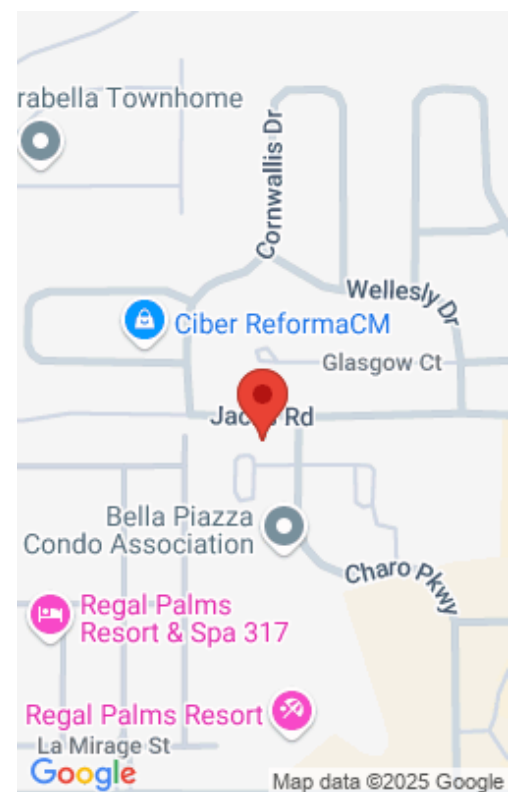 rabella Townhome
Cornwallis Dr
Wellesly Dr
Ciber ReformaCM
Glasgow Ct
Rd
Bella Piazza
Condo Association
Charo Pkwy
Regal Palms
Resort & Spa 317
Regal Palms Resort
La Mirage St
Google
Map data ©2025 Google